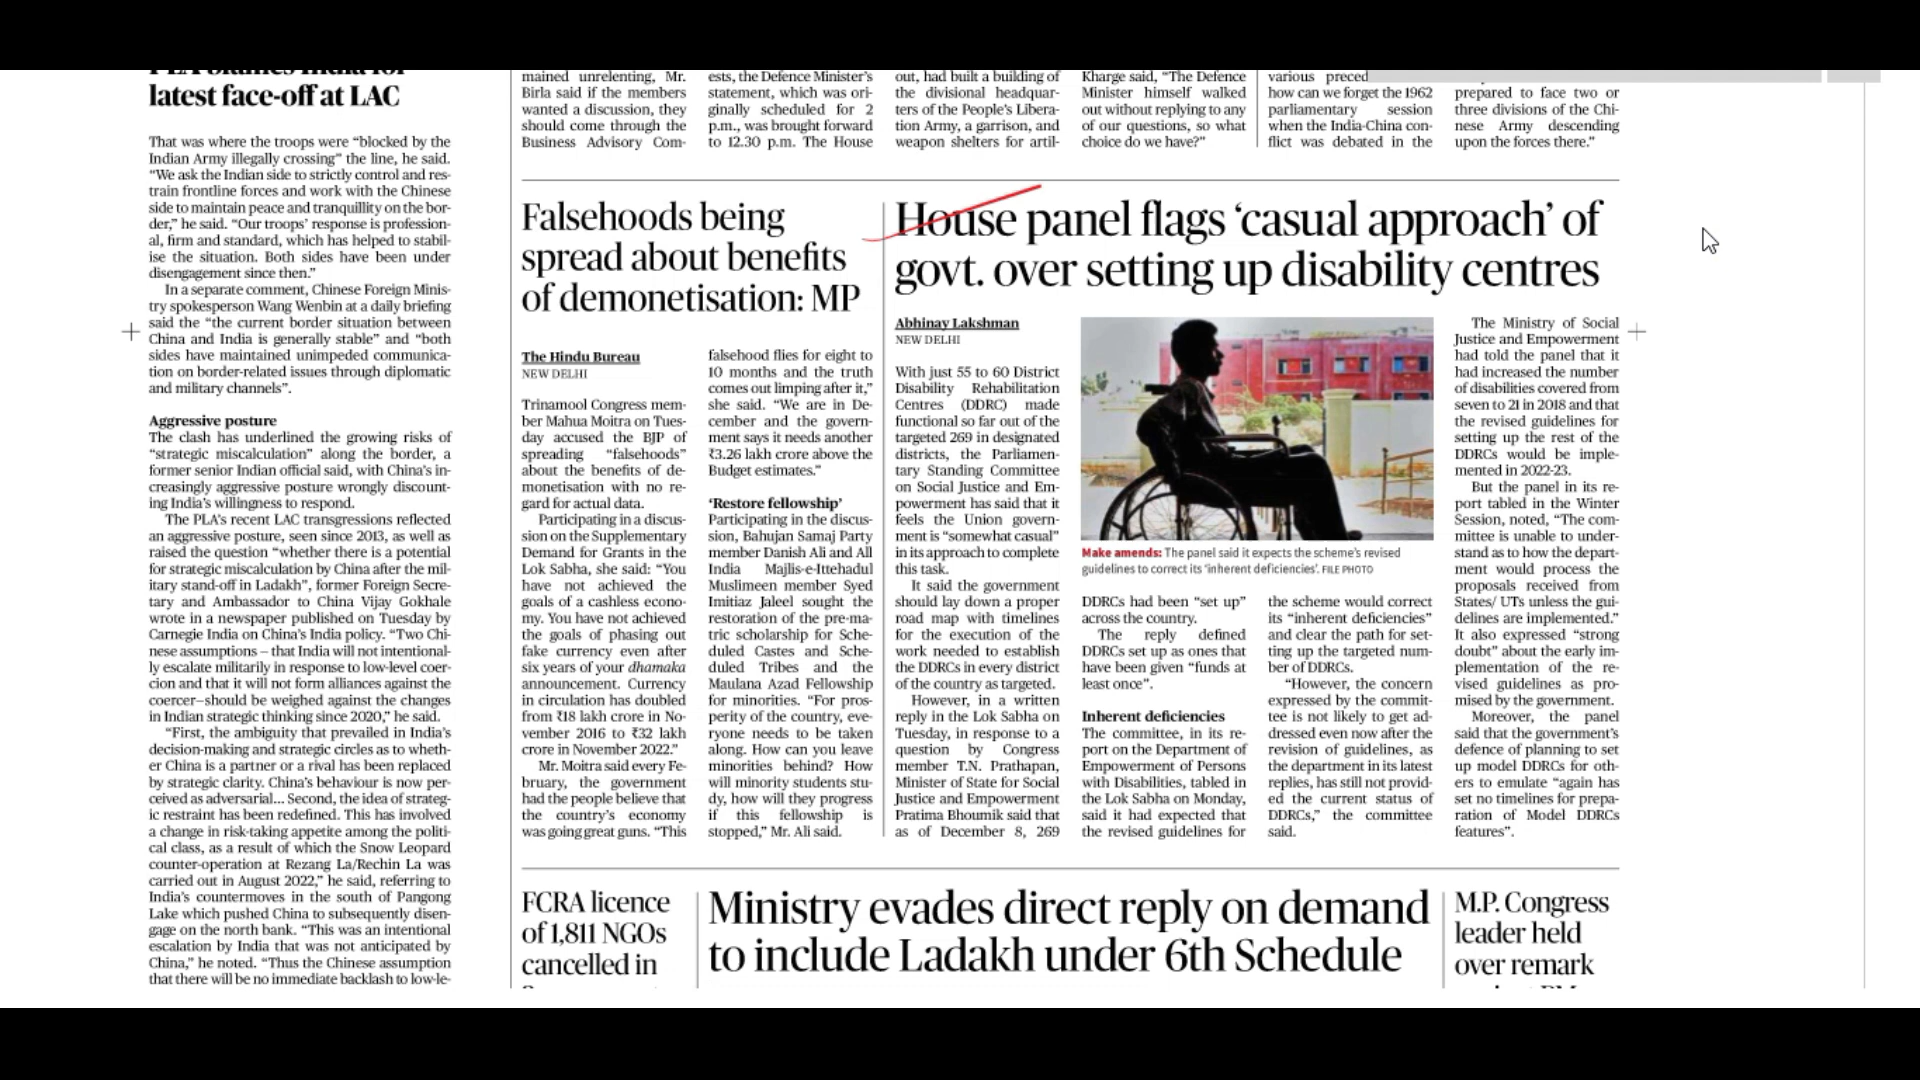 PLA blames India for
latest face-off at LAC
That was where the troops were “blocked by the
Indian Army illegally crossing” the line, he said.
“We ask the Indian side to strictly control and res-
train frontline forces and work with the Chinese
side to maintain peace and tranquillity on the bor-
der,” he said. “Our troops’ response is profession-
al, firm and standard, which has helped to stabil-
ise the situation. Both sides have been under
disengagement since then.”
In a separate comment, Chinese Foreign Minis-
try spokesperson Wang Wenbin at a daily briefing
said the “the current border situation between
China and India is generally stable” and “both
sides have maintained unimpeded communica-
tion on border-related issues through diplomatic
and military channels”.
Aggressive posture
The clash has underlined the growing risks of
“strategic miscalculation” along the border, a
former senior Indian official said, with China’s in-
creasingly aggressive posture wrongly discount-
ing India’s willingness to respond.
The PLA’s recent LAC transgressions reflected
an aggressive posture, seen since 2013, as well as
raised the question “whether there is a potential
for strategic miscalculation by China after the mil-
itary stand-off in Ladakh”, former Foreign Secre-
tary and Ambassador to China Vijay Gokhale
wrote in a newspaper published on Tuesday by
Carnegie India on China’s India policy. “Two Chi-
nese assumptions – that India will not intentional-
ly escalate militarily in response to low-level coer-
cion and that it will not form alliances against the
coercer—should be weighed against the changes
in Indian strategic thinking since 2020,” he said.
“First, the ambiguity that prevailed in India’s
decision-making and strategic circles as to wheth-
er China is a partner or a rival has been replaced
by strategic clarity. China’s behaviour is now per-
ceived as adversarial... Second, the idea of strateg-
ic restraint has been redefined. This has involved
a change in risk-taking appetite among the politi-
cal class, as a result of which the Snow Leopard
counter-operation at Rezang La/Rechin La was
carried out in August 2022,” he said, referring to
India’s countermoves in the south of Pangong
Lake which pushed China to subsequently disen-
gage on the north bank. “This was an intentional
escalation by India that was not anticipated by
China,” he noted. “Thus the Chinese assumption
that there will be no immediate backlash to low-le-
mained unrelenting, Mr.
Birla said if the members
wanted a discussion, they
should come through the
Business Advisory Com-
ests, the Defence Minister’s
statement, which was ori-
ginally scheduled for 2
p.m., was brought forward
to 12.30 p.m. The House
out, had built a building of
the divisional headquar-
ters of the People’s Libera-
tion Army, a garrison, and
weapon shelters for artil-
Kharge said, “The Defence
Minister himself walked
out without replying to any
of our questions, so what
choice do we have?”
various preced
how can we forget the 1962
parliamentary session
when the India-China con-
flict was debated in the
prepared to face two or
three divisions of the Chi-
nese Army descending
upon the forces there.”
Falsehoods being
spread about benefits
of demonetisation: MP
The Hindu Bureau
NEW DELHI
Trinamool Congress mem-
ber Mahua Moitra on Tues-
day accused the BJP of
spreading “falsehoods”
about the benefits of de-
monetisation with no re-
gard for actual data.
Participating in a discus-
sion on the Supplementary
Demand for Grants in the
Lok Sabha, she said: “You
have not achieved the
goals of a cashless econo-
my. You have not achieved
the goals of phasing out
fake currency even after
six years of your dhamaka
announcement. Currency
in circulation has doubled
from ₹18 lakh crore in No-
vember 2016 to ₹32 lakh
crore in November 2022.”
Mr. Moitra said every Fe-
bruary, the government
had the people believe that
the country’s economy
was going great guns. “This
falsehood flies for eight to
10 months and the truth
comes out limping after it,”
she said. “We are in De-
cember and the govern-
ment says it needs another
₹3.26 lakh crore above the
Budget estimates.”
‘Restore fellowship’
Participating in the discus-
sion, Bahujan Samaj Party
member Danish Ali and All
India Majlis-e-Ittehadul
Muslimeen member Syed
Imitiaz Jaleel sought the
restoration of the pre-ma-
tric scholarship for Sche-
duled Castes and Sche-
duled Tribes and the
Maulana Azad Fellowship
for minorities. “For pros-
perity of the country, eve-
ryone needs to be taken
along. How can you leave
minorities behind? How
will minority students stu-
dy, how will they progress
if this fellowship is
stopped,” Mr. Ali said.
House panel flags ‘casual approach’ of
govt. over setting up disability centres
Abhinay Lakshman
NEW DELHI
With just 55 to 60 District
Disability Rehabilitation
Centres (DDRC) made
functional so far out of the
targeted 269 in designated
districts, the Parliamen-
tary Standing Committee
on Social Justice and Em-
powerment has said that it
feels the Union govern-
ment is “somewhat casual”
in its approach to complete
this task.
It said the government
should lay down a proper
road map with timelines
for the execution of the
work needed to establish
the DDRCs in every district
of the country as targeted.
However, in a written
reply in the Lok Sabha on
Tuesday, in response to a
question by Congress
member T.N. Prathapan,
Minister of State for Social
Justice and Empowerment
Pratima Bhoumik said that
as of December 8, 269
Make amends: The panel said it expects the scheme’s revised
guidelines to correct its ‘inherent deficiencies’. FILE PHOTO
DDRCs had been “set up”
across the country.
The reply defined
DDRCs set up as ones that
have been given “funds at
least once”.
Inherent deficiencies
The committee, in its re-
port on the Department of
Empowerment of Persons
with Disabilities, tabled in
the Lok Sabha on Monday,
said it had expected that
the revised guidelines for
the scheme would correct
its “inherent deficiencies”
and clear the path for set-
ting up the targeted num-
ber of DDRCs.
“However, the concern
expressed by the commit-
tee is not likely to get ad-
dressed even now after the
revision of guidelines, as
the department in its latest
replies, has still not provid-
ed the current status of
DDRCs,” the committee
said.
The Ministry of Social
Justice and Empowerment
had told the panel that it
had increased the number
of disabilities covered from
seven to 21 in 2018 and that
the revised guidelines for
setting up the rest of the
DDRCs would be imple-
mented in 2022-23.
But the panel in its re-
port tabled in the Winter
Session, noted, “The com-
mittee is unable to under-
stand as to how the depart-
ment would process the
proposals received from
States/ UTs unless the gui-
delines are implemented.”
It also expressed “strong
doubt” about the early im-
plementation of the re-
vised guidelines as pro-
mised by the government.
Moreover, the panel
said that the government’s
defence of planning to set
up model DDRCs for oth-
ers to emulate “again has
set no timelines for prepa-
ration of Model DDRCs
features”.
FCRA licence
of 1,811 NGOs
cancelled in
Ministry evades direct reply on demand
to include Ladakh under 6th Schedule
M.P. Congress
leader held
over remark